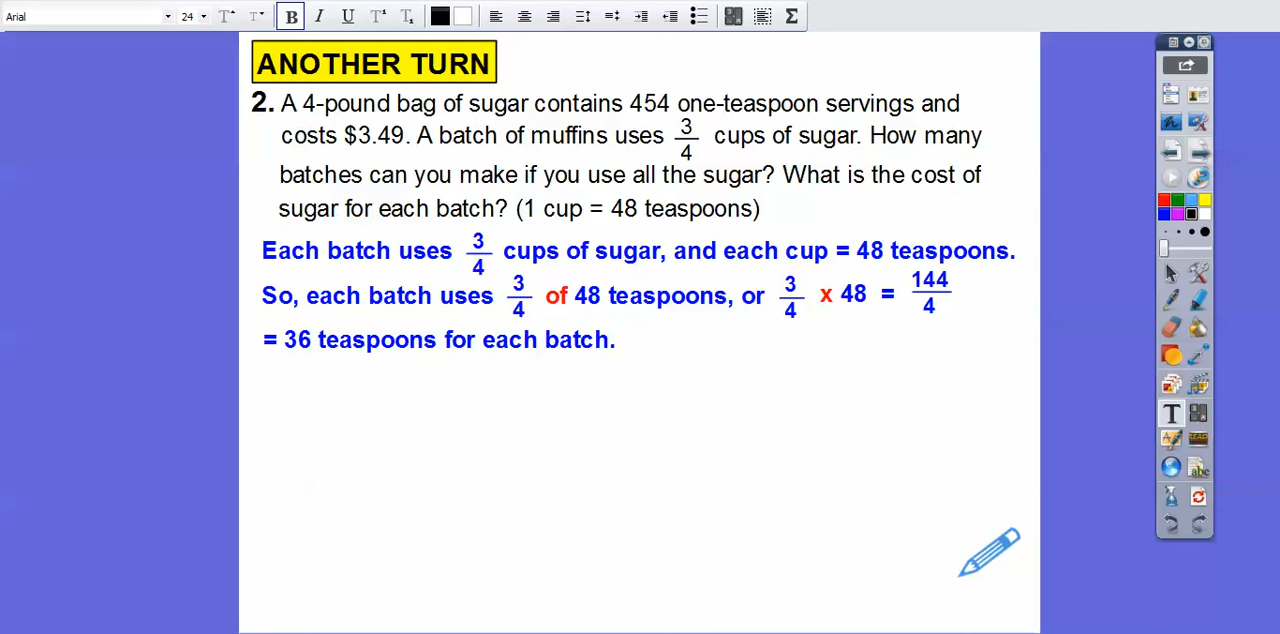 Arial 24 T T B I U T¹ T₁ Σ
ANOTHER TURN
2. A 4-pound bag of sugar contains 454 one-teaspoon servings and
costs $3.49. A batch of muffins uses 3/4 cups of sugar. How many
batches can you make if you use all the sugar? What is the cost of
sugar for each batch? (1 cup = 48 teaspoons)
Each batch uses 3/4 cups of sugar, and each cup = 48 teaspoons.
So, each batch uses 3/4 of 48 teaspoons, or 3/4 x 48 = 144/4
= 36 teaspoons for each batch.
T
abc